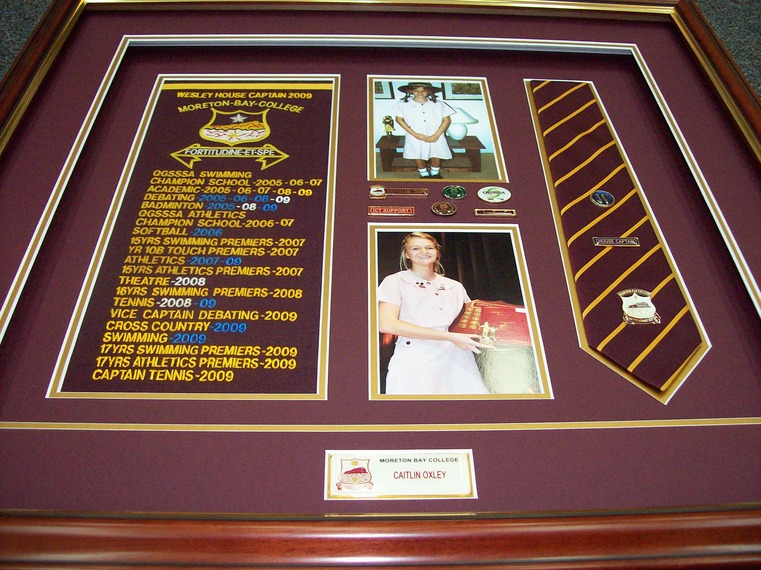 WESLEY HOUSE CAPTAIN 2009
MORETON-BAY-COLLEGE
FORTITUDINE-ET-SPE
QGSSSA SWIMMING
CHAMPION SCHOOL-2005-06-07
ACADEMIC-2005-06-07-08-09
DEBATING-2005-06-08-09
BADMINTON-2005-08-09
QGSSSA ATHLETICS
CHAMPION SCHOOL-2006-07
SOFTBALL-2006
15YRS SWIMMING PREMIERS-2007
YR 10B TOUCH PREMIERS-2007
ATHLETICS-2007-09
15YRS ATHLETICS PREMIERS-2007
THEATRE-2008
16YRS SWIMMING PREMIERS-2008
TENNIS-2008-09
VICE CAPTAIN DEBATING-2009
CROSS COUNTRY-2009
SWIMMING-2009
17YRS SWIMMING PREMIERS-2009
17YRS ATHLETICS PREMIERS-2009
CAPTAIN TENNIS-2009
ICT SUPPORT
HOUSE CAPTAIN
MORETON BAY COLLEGE
CAITLIN OXLEY